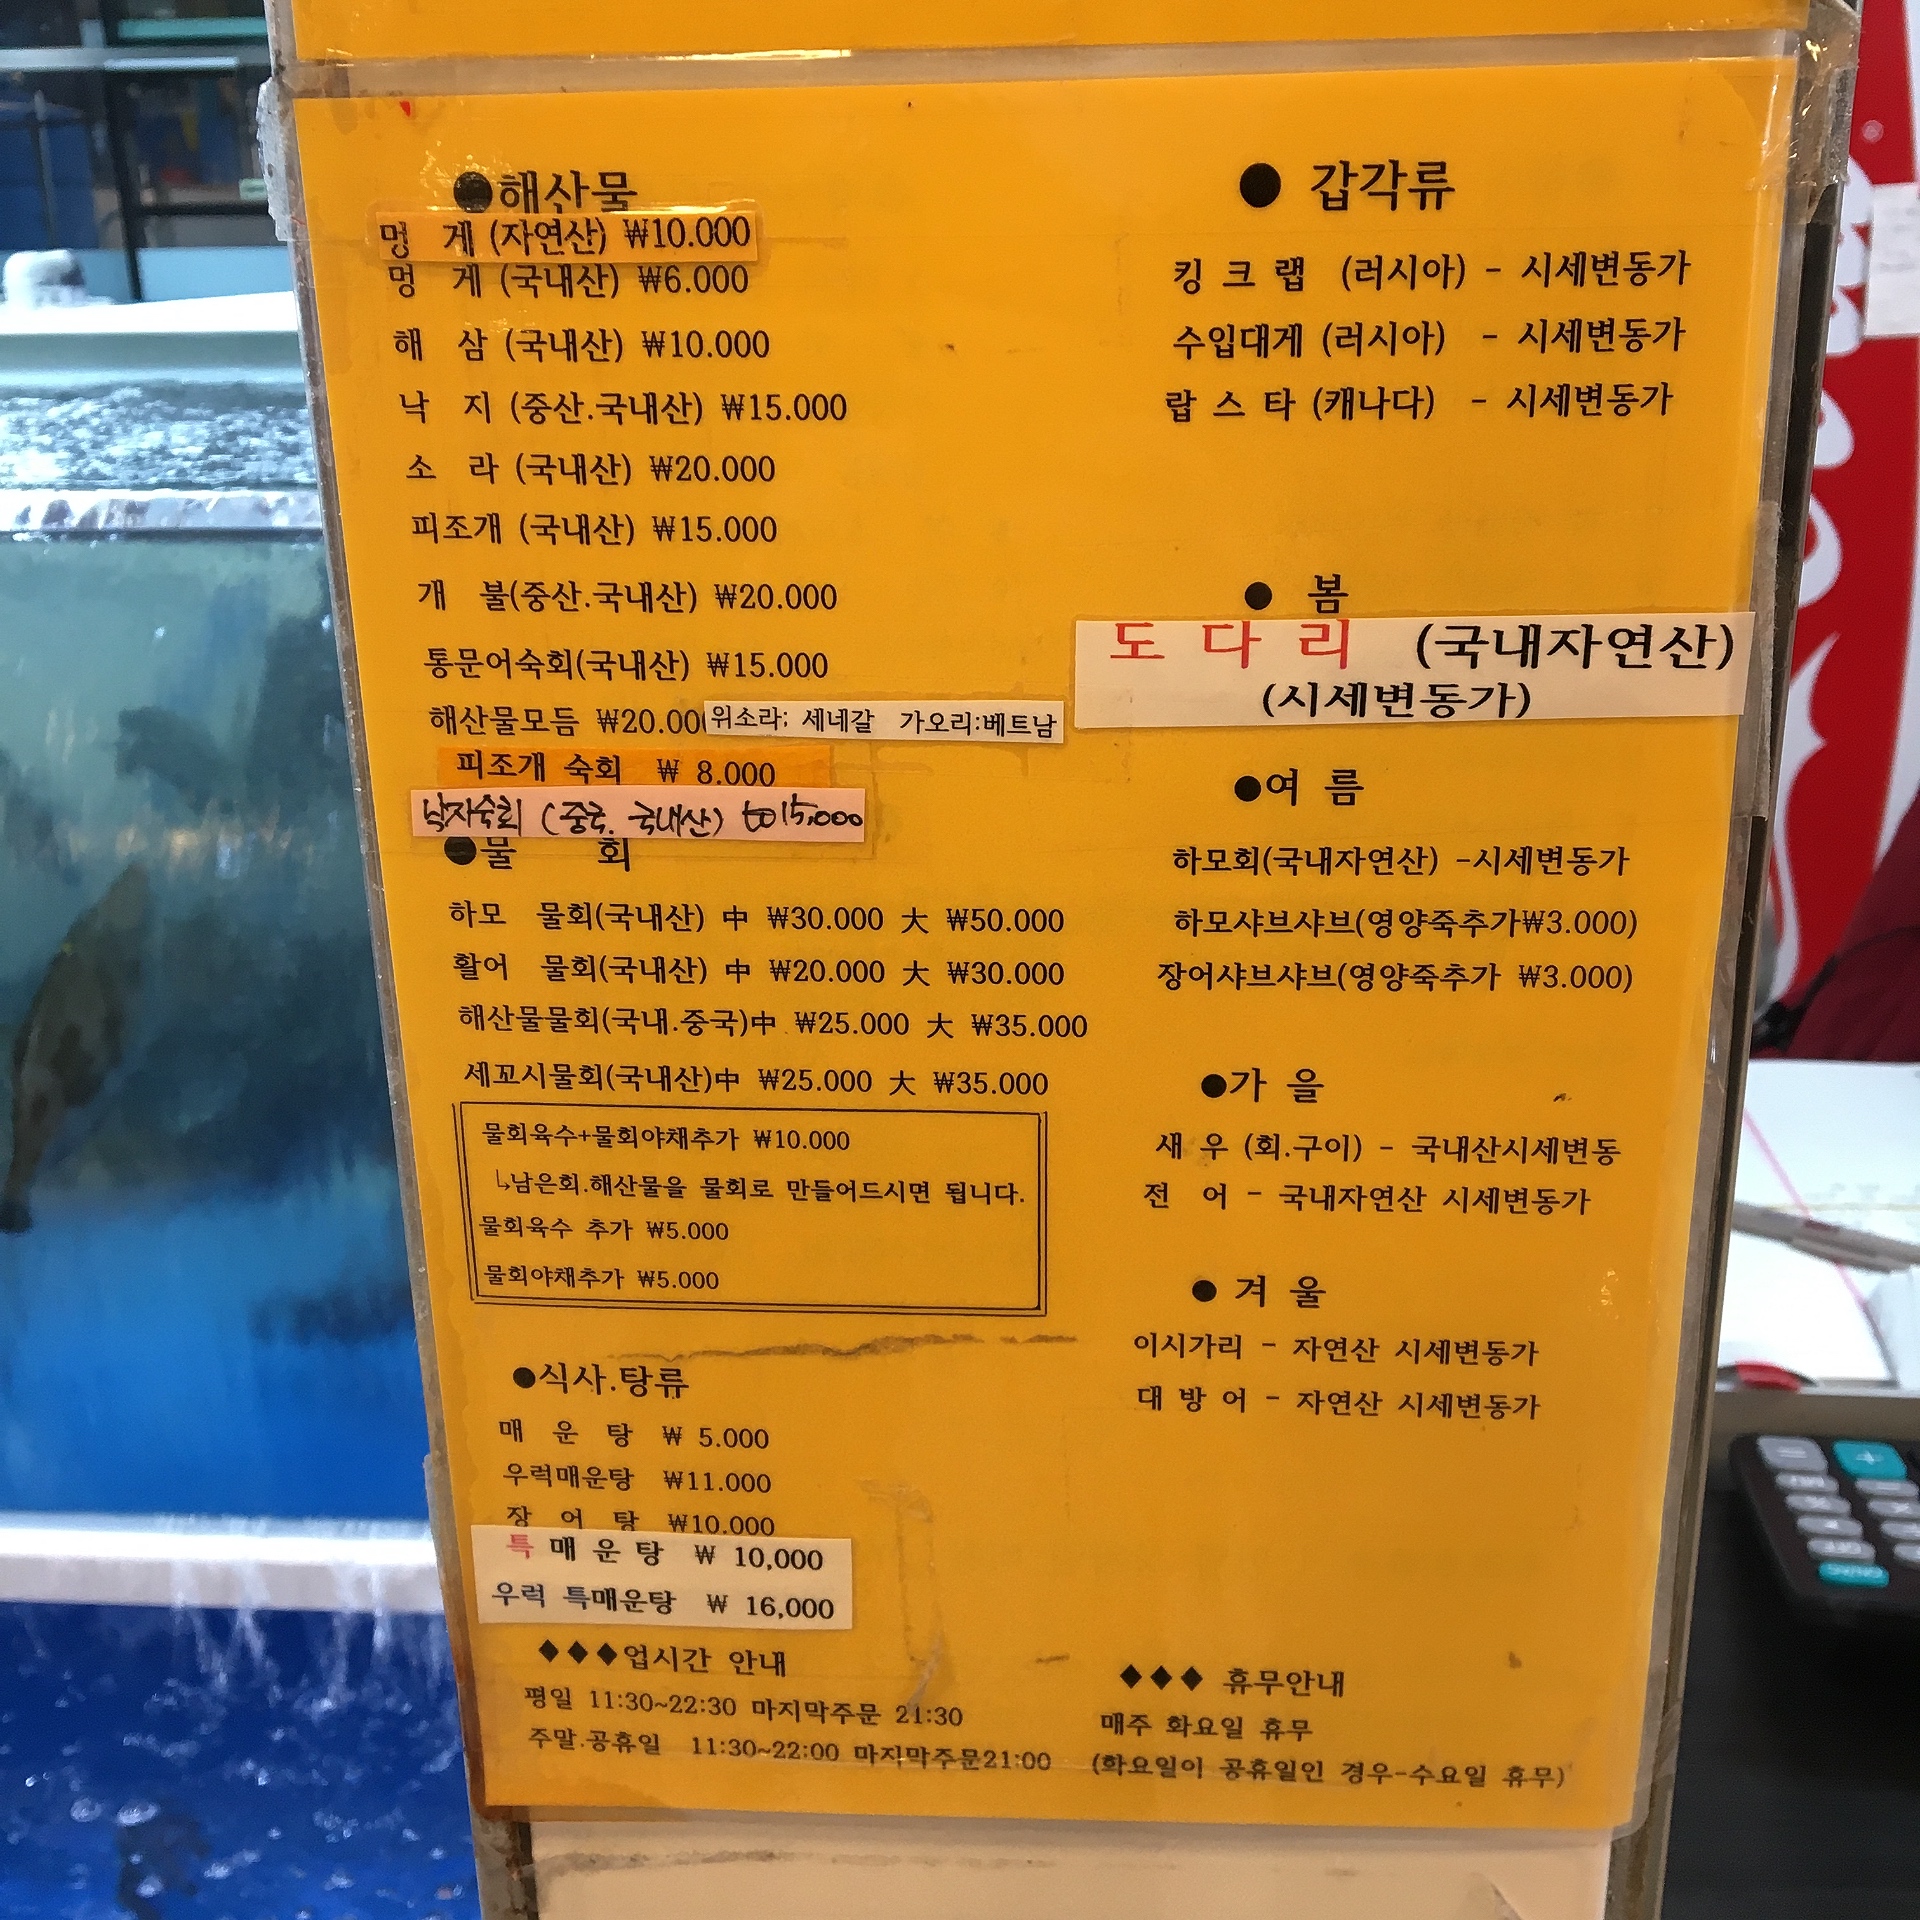 ●해산물
멍 게 (자연산) ₩10.000
멍 게 (국내산) ₩6.000
해 삼 (국내산) ₩10.000
낙 지 (중산.국내산) ₩15.000
소 라 (국내산) ₩20.000
피조개 (국내산) ₩15.000
개 불(중산.국내산) ₩20.000
통문어숙회(국내산) ₩15.000
해산물모듬 ₩20.00
위소라; 세네갈 가오리:베트남
피조개 숙회 ₩ 8.000
낙지숙회 (중국. 국내산) ₩15,000
●물 회
하모 물회(국내산) 中 ₩30.000 大 ₩50.000
활어 물회(국내산) 中 ₩20.000 大 ₩30.000
해산물물회(국내.중국)中 ₩25.000 大 ₩35.000
세꼬시물회(국내산)中 ₩25.000 大 ₩35.000
물회육수+물회야채추가 ₩10.000
↳남은회.해산물을 물회로 만들어드시면 됩니다.
물회육수 추가 ₩5.000
물회야채추가 ₩5.000
●식사.탕류
매 운 탕 ₩ 5.000
우럭매운탕 ₩11.000
장 어 탕 ₩10.000
특 매 운 탕 ₩ 10,000
우럭 특매운탕 ₩ 16,000
◆◆◆업시간 안내
평일 11:30~22:30 마지막주문 21:30
주말.공휴일 11:30~22:00 마지막주문21:00
● 갑각류
킹 크 랩 (러시아) - 시세변동가
수입대게 (러시아) - 시세변동가
랍 스 타 (캐나다) - 시세변동가
● 봄
도 다 리 (국내자연산)
(시세변동가)
●여 름
하모회(국내자연산) -시세변동가
하모샤브샤브(영양죽추가₩3.000)
장어샤브샤브(영양죽추가 ₩3.000)
●가 을
새 우 (회.구이) - 국내산시세변동
전 어 - 국내자연산 시세변동가
● 겨 울
이시가리 - 자연산 시세변동가
대 방 어 - 자연산 시세변동가
◆◆◆ 휴무안내
매주 화요일 휴무
(화요일이 공휴일인 경우-수요일 휴무)